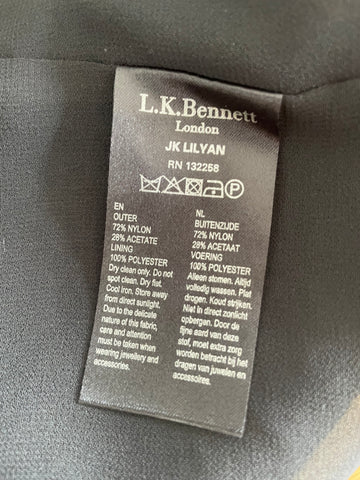 L.K.Bennett
London
JK LILYAN
RN 132258
P
EN
OUTER
72% NYLON
28% ACETATE
LINING
100% POLYESTER
Dry clean only. Do not
spot clean. Dry flat.
Cool iron. Store away
from direct sunlight.
Due to the delicate
nature of this fabric,
care and attention
must be taken when
wearing jewellery and
accessories.
NL
BUITENZIJDE
72% NYLON
28% ACETAAT
VOERING
100% POLYESTER
Alleen stomen. Altijd
volledig wassen. Plat
drogen. Koud strijken.
Niet in direct zonlicht
opbergen. Door de
fijne aard van deze
stof, moet extra zorg
worden betracht bij het
dragen van juwelen en
accessoires.